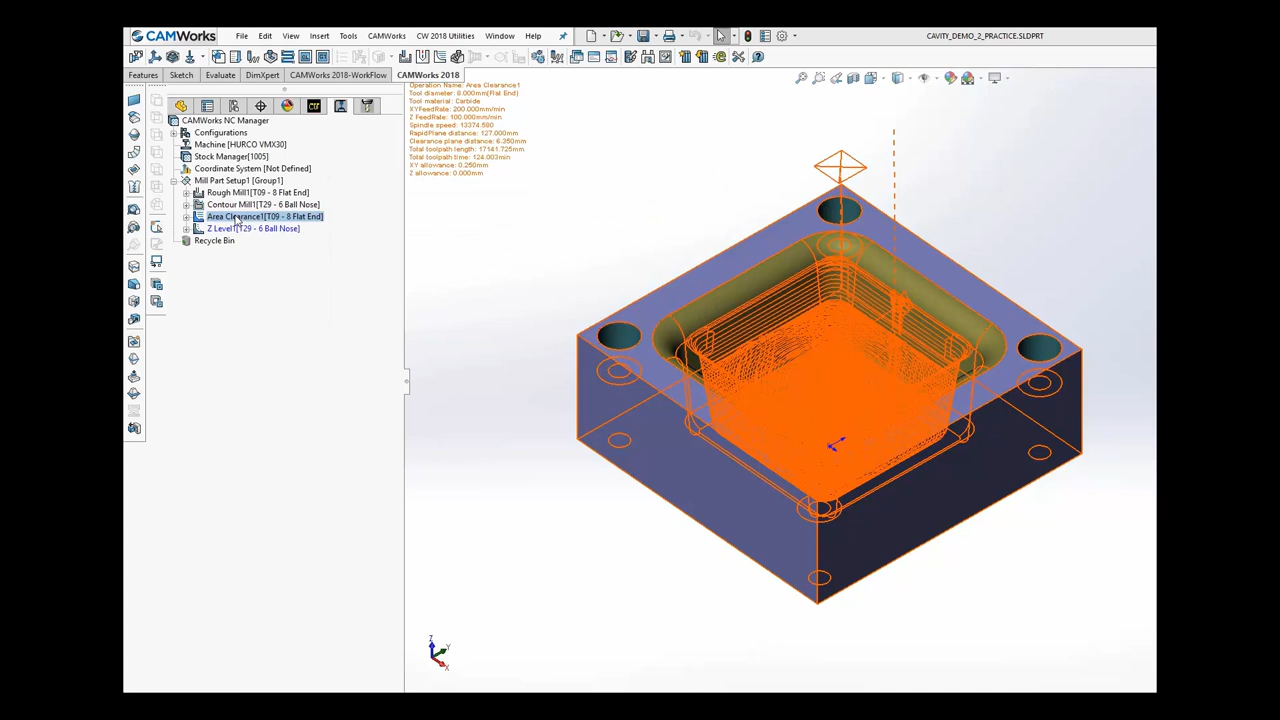 CAMWorks File Edit View Insert Tools CAMWorks CW 2018 Utilities Window Help CAVITY_DEMO_2_PRACTICE.SLDPRT
Features Sketch Evaluate DimXpert CAMWorks 2018-WorkFlow CAMWorks 2018
CAMWorks NC Manager
Configurations
Machine [HURCO VMX30]
Stock Manager[1005]
Coordinate System [Not Defined]
Mill Part Setup1 [Group1]
Rough Mill1[T09 - 8 Flat End]
Contour Mill1[T29 - 6 Ball Nose]
Area Clearance1[T09 - 8 Flat End]
Z Level1[T29 - 6 Ball Nose]
Recycle Bin
Operation Name: Area Clearance1
Tool diameter: 8.000mm(Flat End)
Tool material: Carbide
XYFeedRate: 200.000mm/min
Z FeedRate: 100.000mm/min
Spindle speed: 13374.580
RapidPlane distance: 127.000mm
Clearance plane distance: 6.350mm
Total toolpath length: 17141.725mm
Total toolpath time: 124.003min
XY allowance: 0.250mm
Z allowance: 0.000mm
Z
Y
X